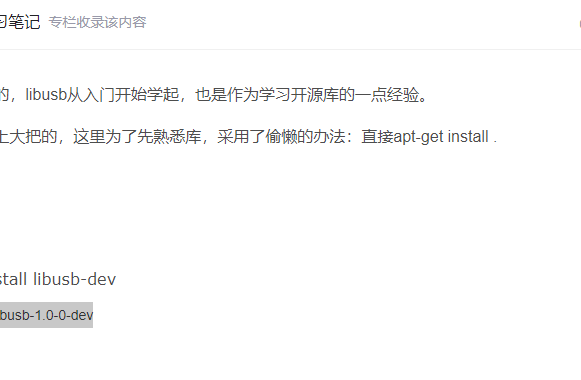 习笔记 专栏收录该内容
的，libusb从入门开始学起，也是作为学习开源库的一点经验。
上大把的，这里为了先熟悉库，采用了偷懒的办法：直接apt-get install .
stall libusb-dev
busb-1.0-0-dev